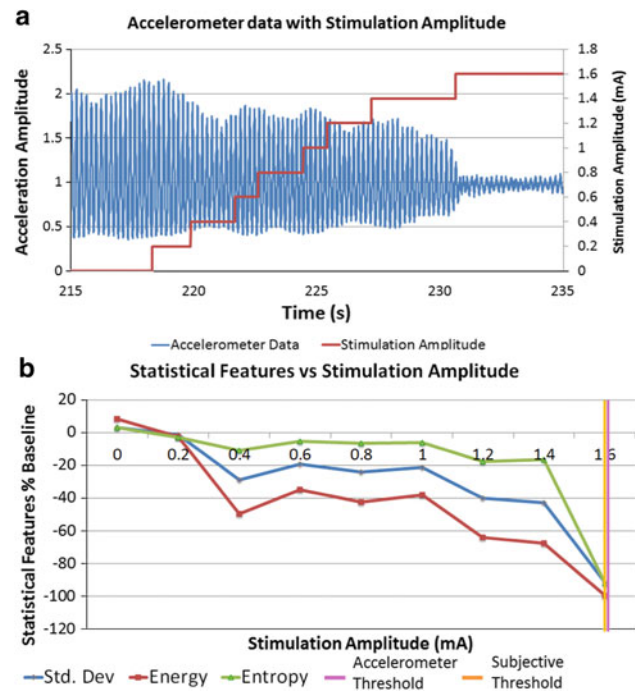 a
Accelerometer data with Stimulation Amplitude
Acceleration Amplitude
2.5
2
1.5
1
0.5
0
1.8
1.6
1.4
1.2
1
0.8
0.6
0.4
0.2
0
Stimulation Amplitude (mA)
215 220 225 230 235
Time (s)
Accelerometer Data Stimulation Amplitude
b
Statistical Features vs Stimulation Amplitude
Statistical Features % Baseline
20
0
-20
-40
-60
-80
-100
-120
0 0.2 0.4 0.6 0.8 1 1.2 1.4 1.6
Stimulation Amplitude (mA)
Std. Dev Energy Entropy Accelerometer Threshold Subjective Threshold